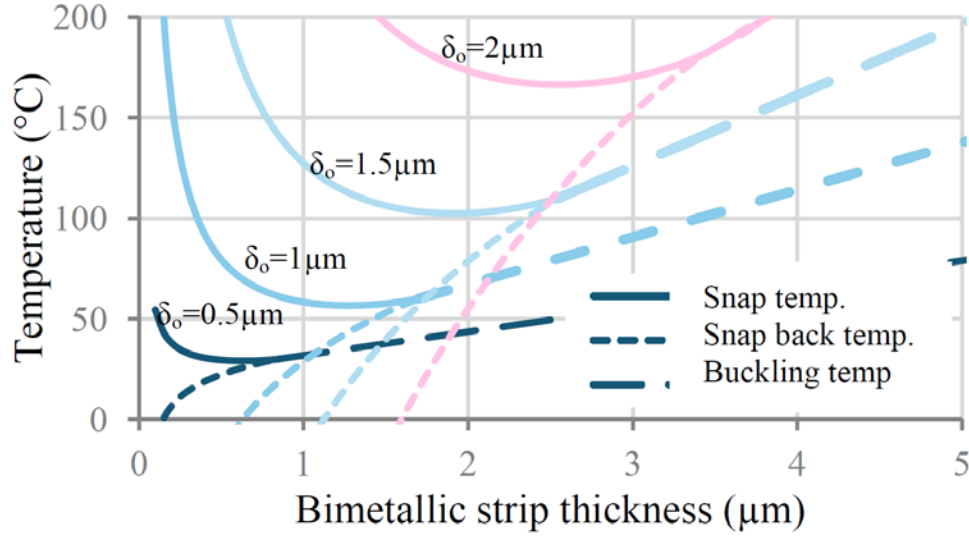 200
150
100
50
0
Temperature (°C)
δₒ=2µm
δₒ=1.5µm
δₒ=1µm
δₒ=0.5µm
Snap temp.
Snap back temp.
Buckling temp
0 1 2 3 4 5
Bimetallic strip thickness (µm)